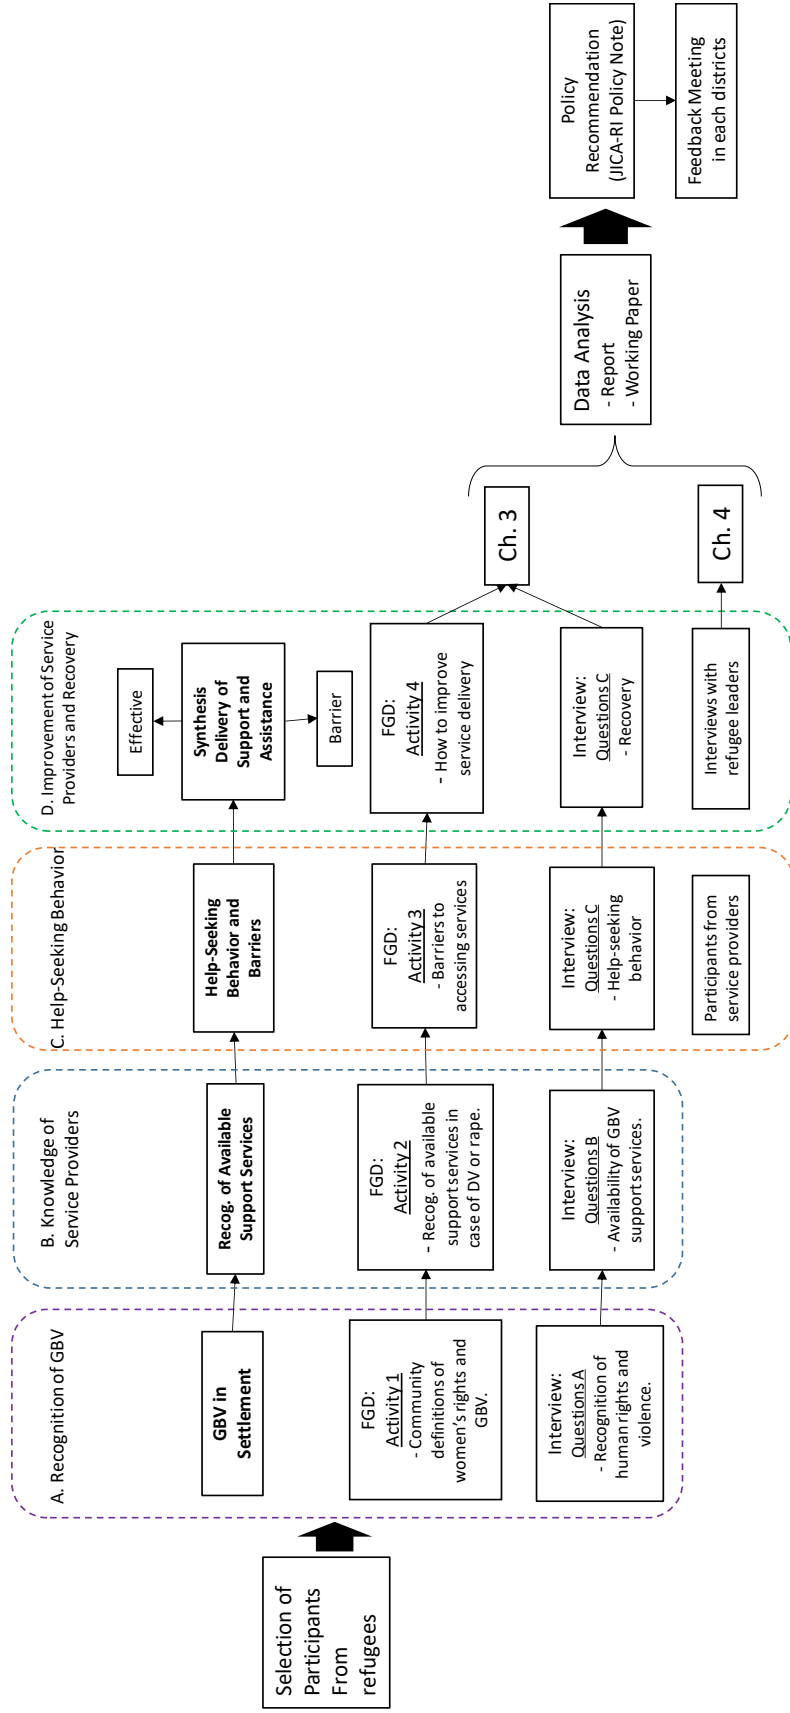 Selection of
Participants
From
refugees
A. Recognition of GBV
GBV in
Settlement
FGD:
Activity 1
- Community
definitions of
women's rights and
GBV.
Interview:
Questions A
- Recognition of
human rights and
violence.
B. Knowledge of
Service Providers
Recog. of Available
Support Services
FGD:
Activity 2
- Recog. of available
support services in
case of DV or rape.
Interview:
Questions B
- Availability of GBV
support services.
C. Help-Seeking Behavior
Help-Seeking
Behavior and
Barriers
FGD:
Activity 3
- Barriers to
accessing services
Interview:
Questions C
- Help-seeking
behavior
Participants from
service providers
D. Improvement of Service
Providers and Recovery
Effective
Synthesis
Delivery of
Support and
Assistance
Barrier
FGD:
Activity 4
- How to improve
service delivery
Interview:
Questions C
- Recovery
Interviews with
refugee leaders
Ch. 3
Ch. 4
Data Analysis
- Report
- Working Paper
Policy
Recommendation
(JICA-RI Policy Note)
Feedback Meeting
in each districts